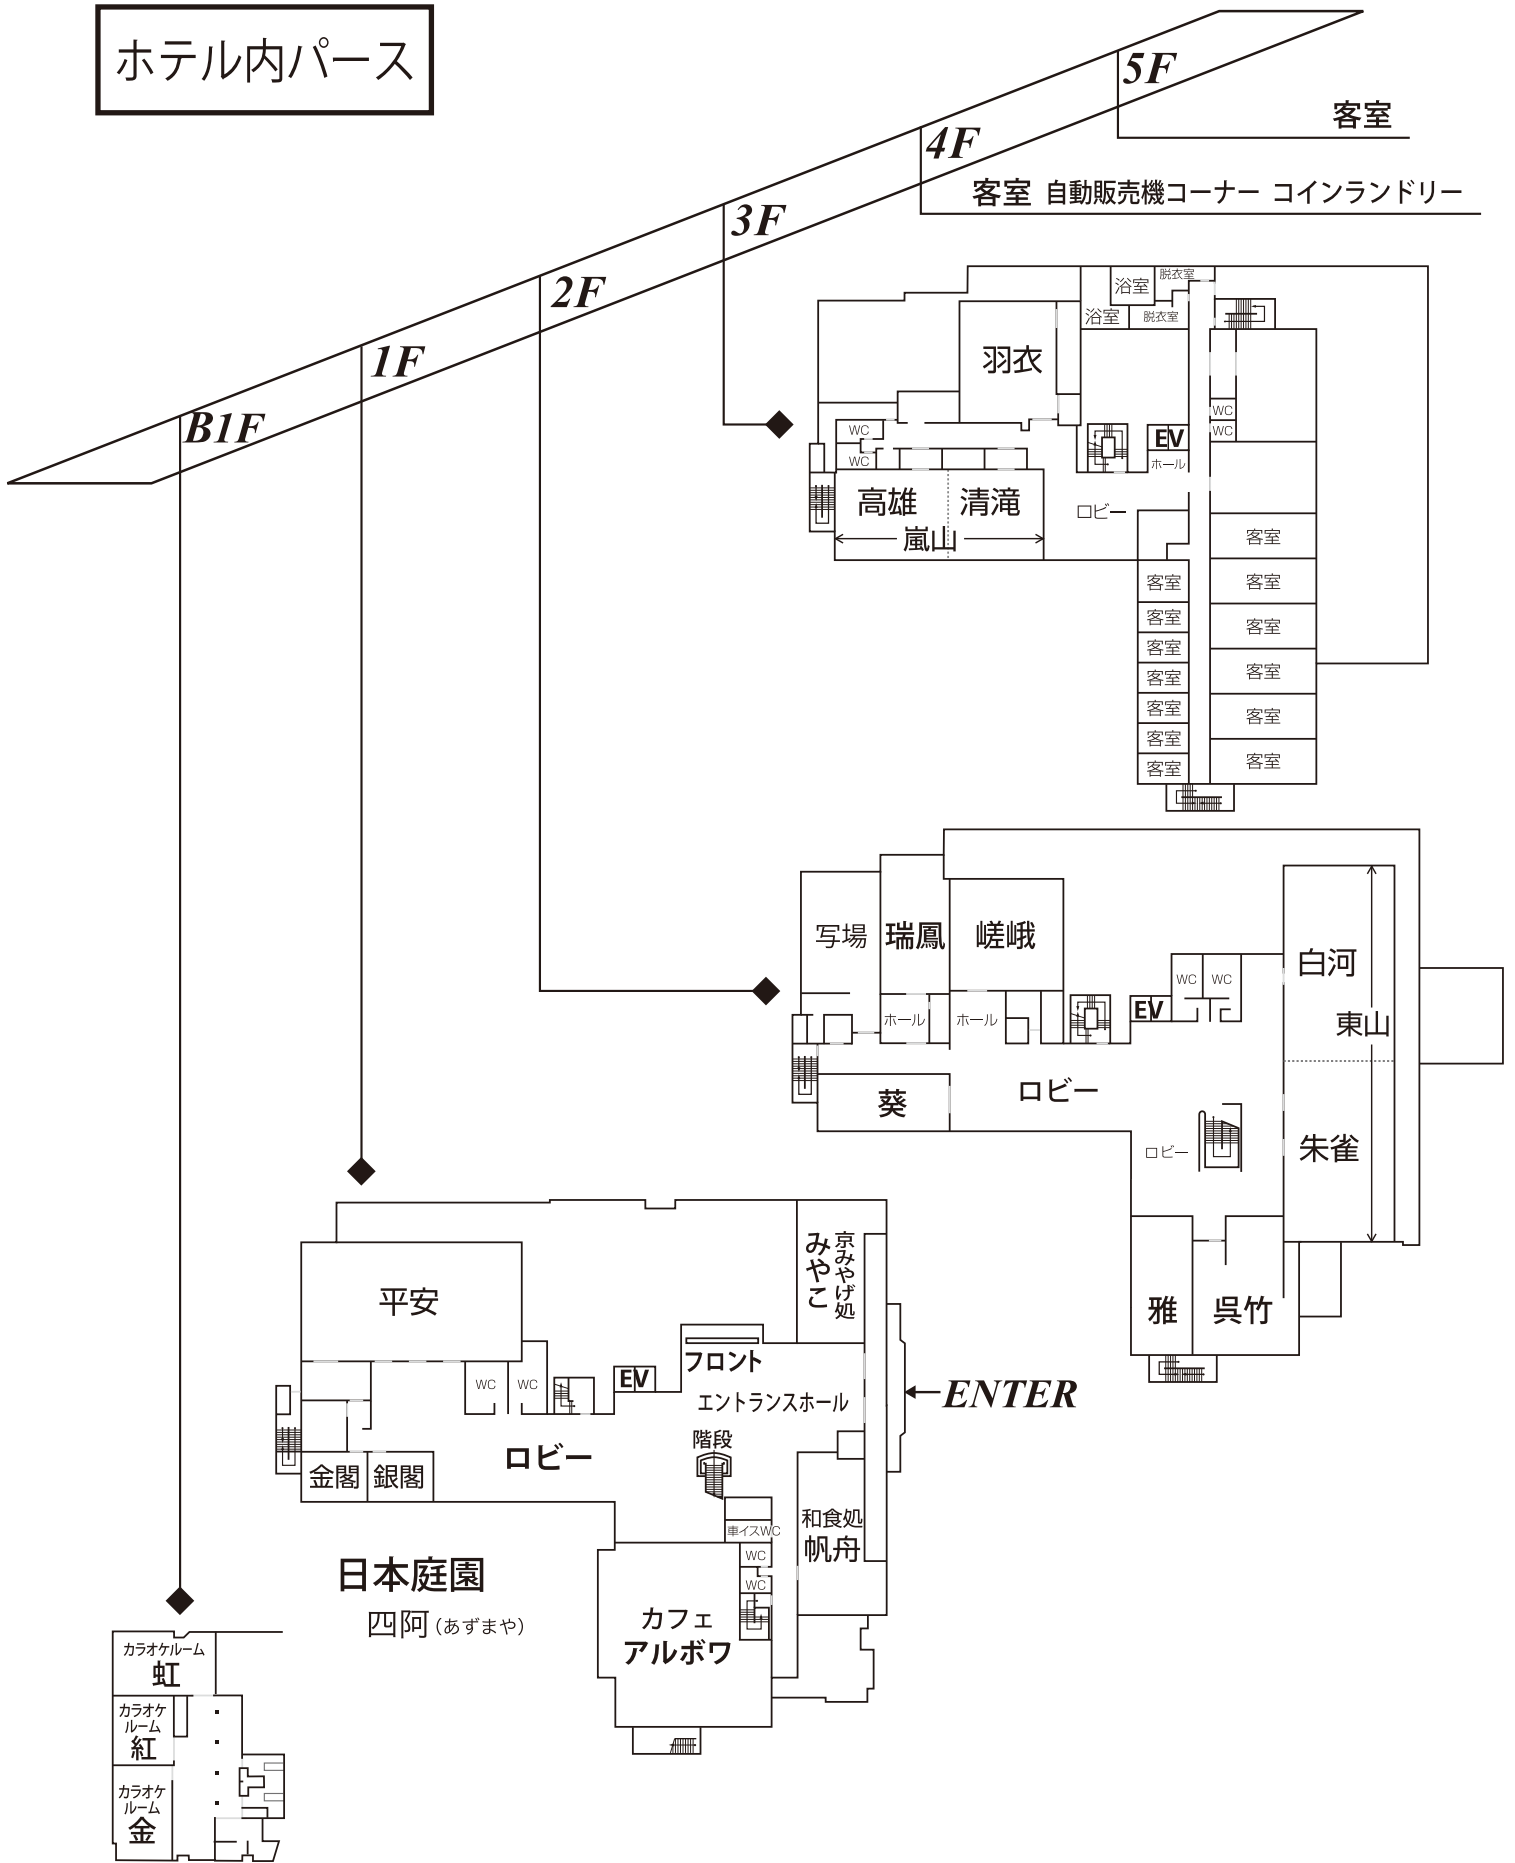 ホテル内パース
5F
客室
4F
客室 自動販売機コーナー コインランドリー
3F
2F
1F
B1F
浴室
脱衣室
浴室
脱衣室
羽衣
WC
WC
WC
WC
EV
ホール
高雄
清滝
嵐山
ロビー
客室
客室
客室
客室
客室
客室
客室
客室
客室
客室
客室
客室
客室
写場
瑞鳳
嵯峨
ホール
ホール
WC
WC
EV
白河
東山
葵
ロビー
ロビー
朱雀
雅
呉竹
平安
京みやげ処
みやこ
フロント
WC
WC
EV
エントランスホール
ENTER
階段
ロビー
金閣
銀閣
車イスWC
WC
WC
和食処
帆舟
カフェ
アルボワ
日本庭園
四阿(あずまや)
カラオケルーム
虹
カラオケ
ルーム
紅
カラオケ
ルーム
金